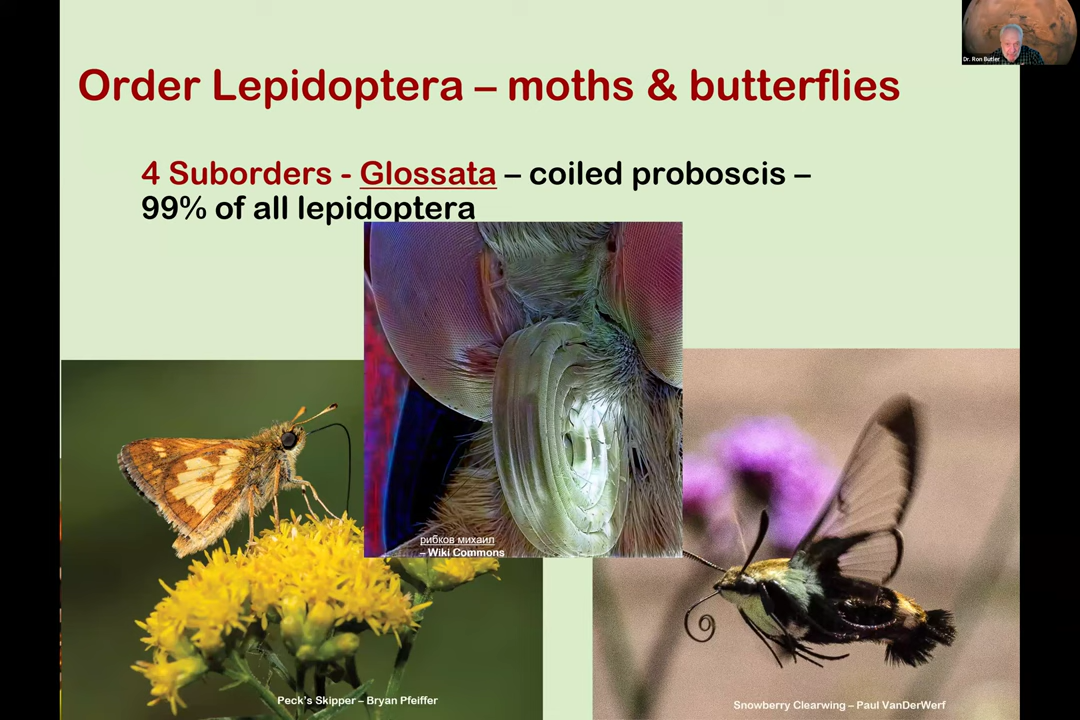 Dr. Ron Butler
Order Lepidoptera – moths & butterflies
4 Suborders - Glossata – coiled proboscis –
99% of all lepidoptera
рибков михаил
– Wiki Commons
Peck's Skipper – Bryan Pfeiffer
Snowberry Clearwing – Paul VanDerWerf